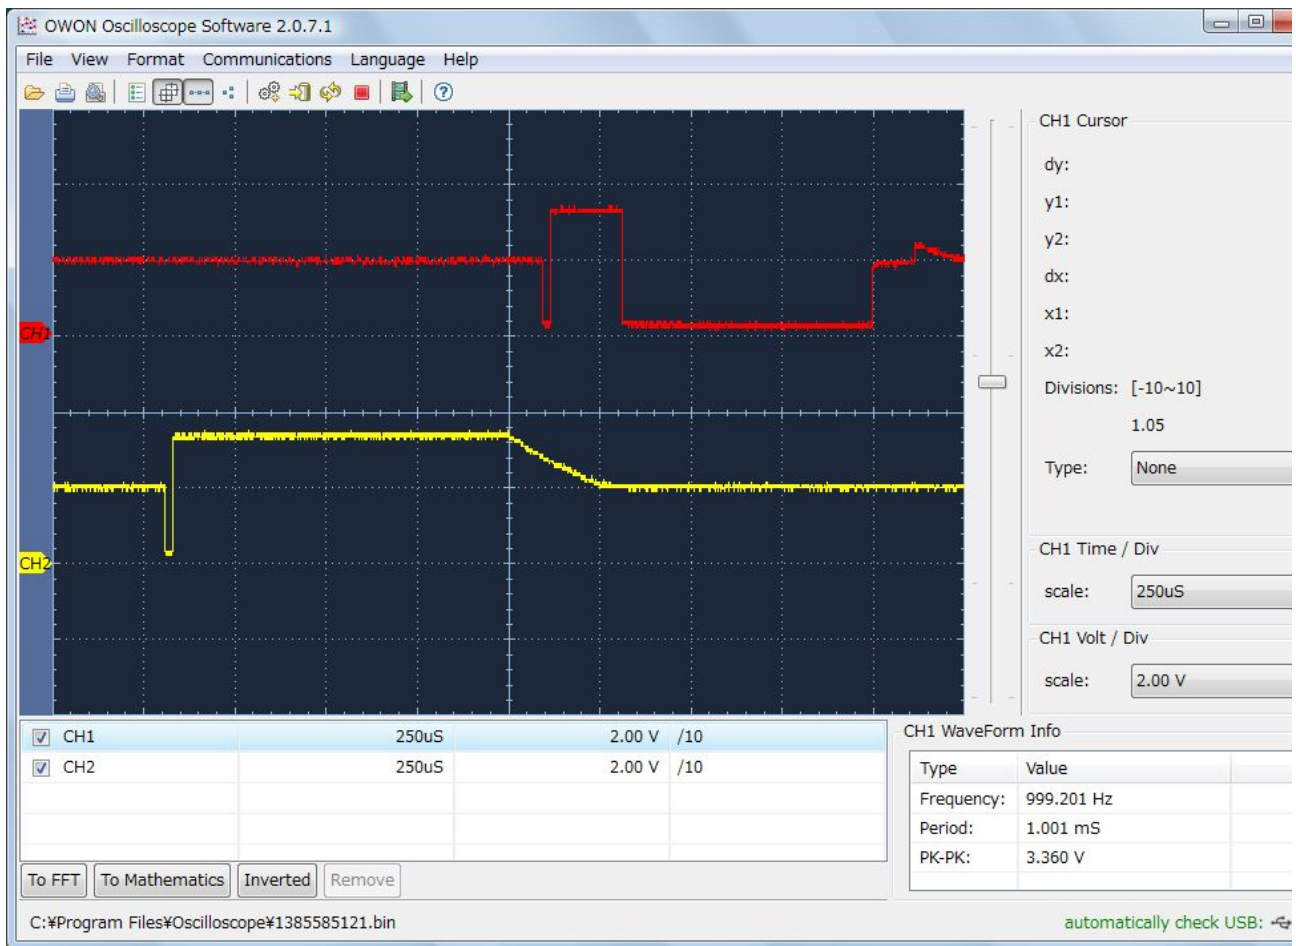 OWON Oscilloscope Software 2.0.7.1
File View Format Communications Language Help
CH1 Cursor
dy:
y1:
y2:
dx:
x1:
x2:
Divisions: [-10~10]
1.05
Type: None
CH1
CH2
CH1 Time / Div
scale: 250uS
CH1 Volt / Div
scale: 2.00 V
CH1 250uS 2.00 V /10
CH2 250uS 2.00 V /10
CH1 WaveForm Info
Type Value
Frequency: 999.201 Hz
Period: 1.001 mS
PK-PK: 3.360 V
To FFT To Mathematics Inverted Remove
C:¥Program Files¥Oscilloscope¥1385585121.bin
automatically check USB: